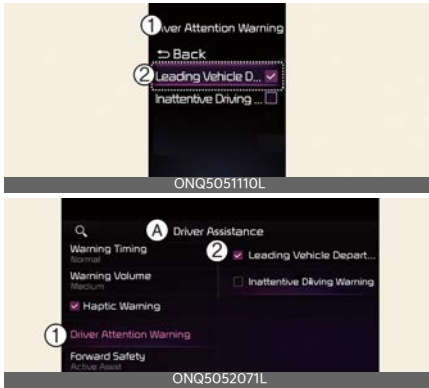 ① iver Attention Warning
Back
② Leading Vehicle D...
Inattentive Driving ...
ONQ5051110L
A Driver Assistance
Warning Timing
Normal
② Leading Vehicle Depart...
Warning Volume
Medium
Inattentive Driving Warning
Haptic Warning
① Driver Attention Warning
Forward Safety
Active Assist
ONQ5052071L